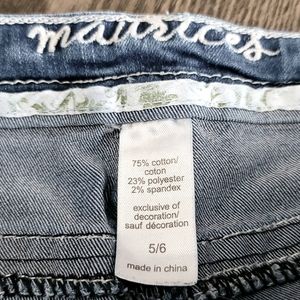 maurices
75% cotton/
coton
23% polyester
2% spandex
exclusive of
decoration/
sauf décoration
5/6
made in china